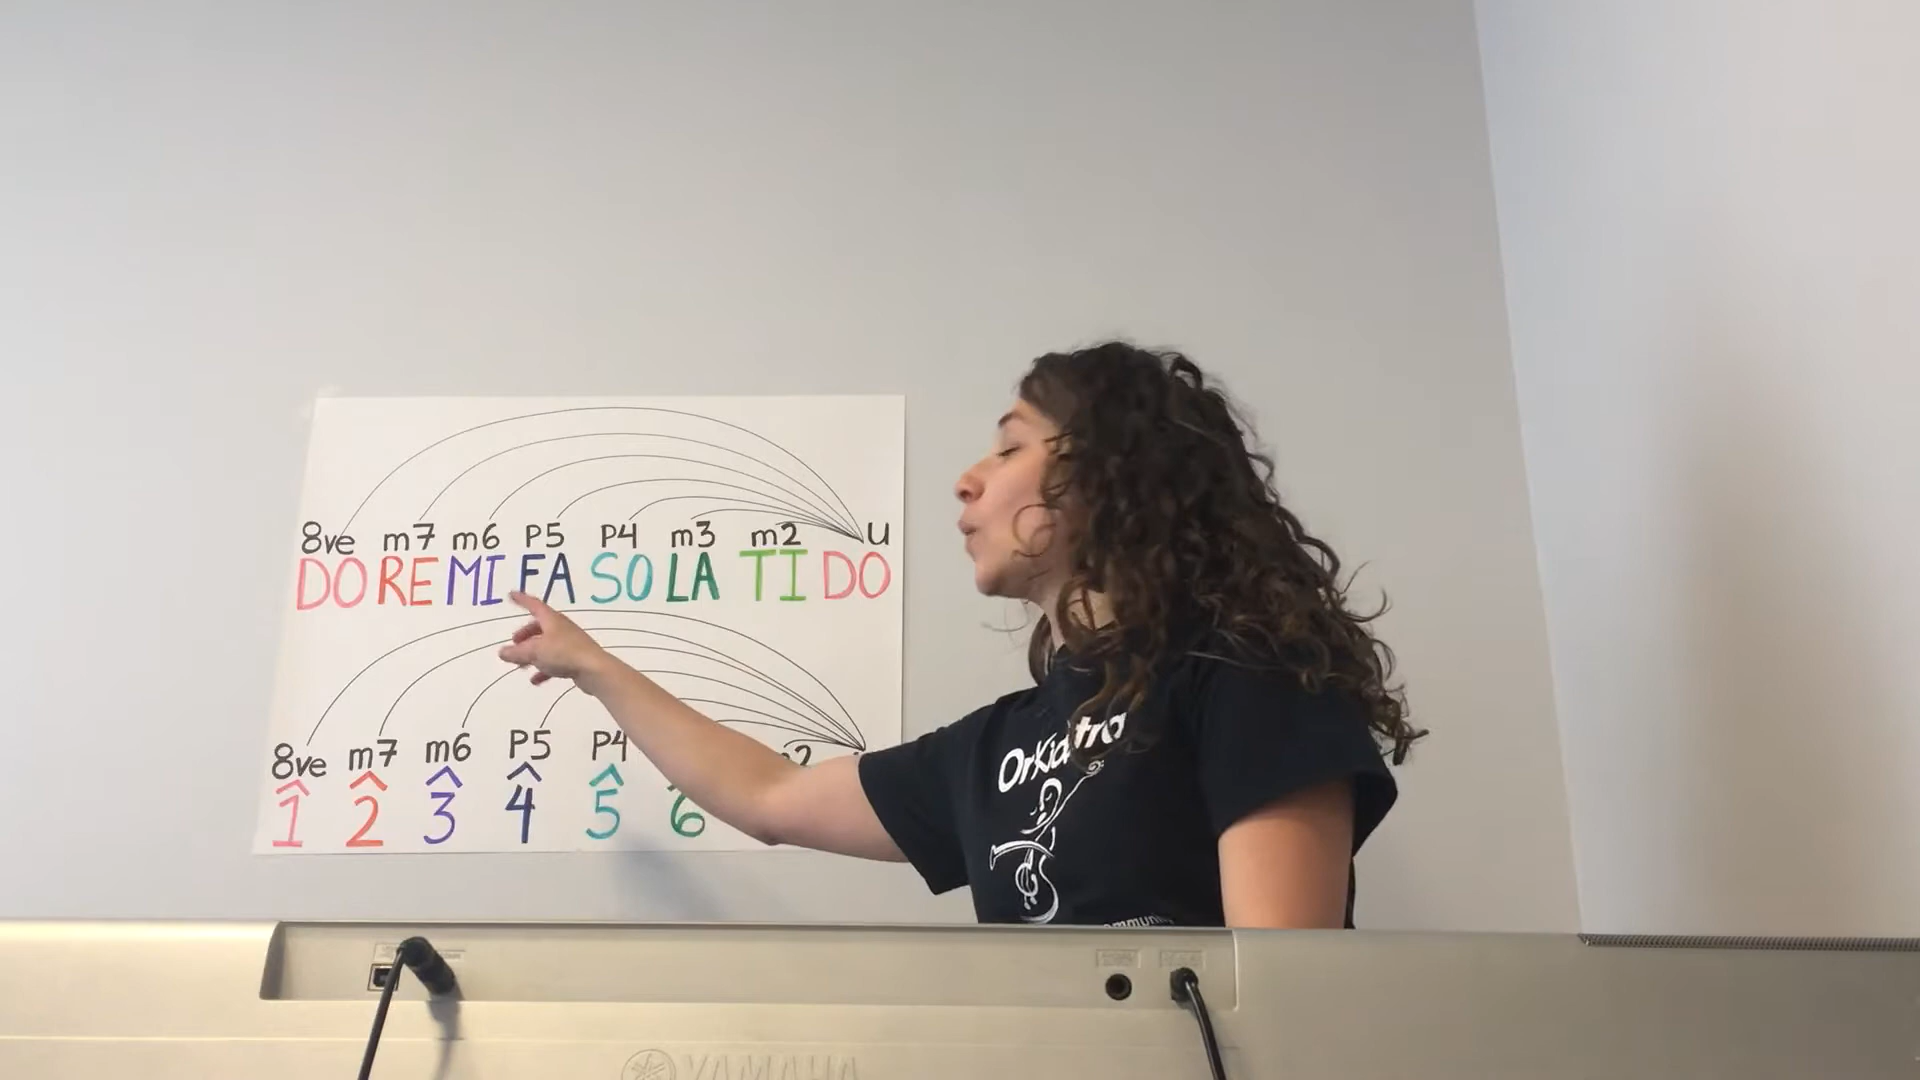 8ve m7 m6 P5 P4 m3 m2 U
DO RE MI FA SO LA TI DO
8ve m7 m6 P5 P4
1̂ 2̂ 3̂ 4̂ 5̂ 6̂
OrKidstra
YAMAHA